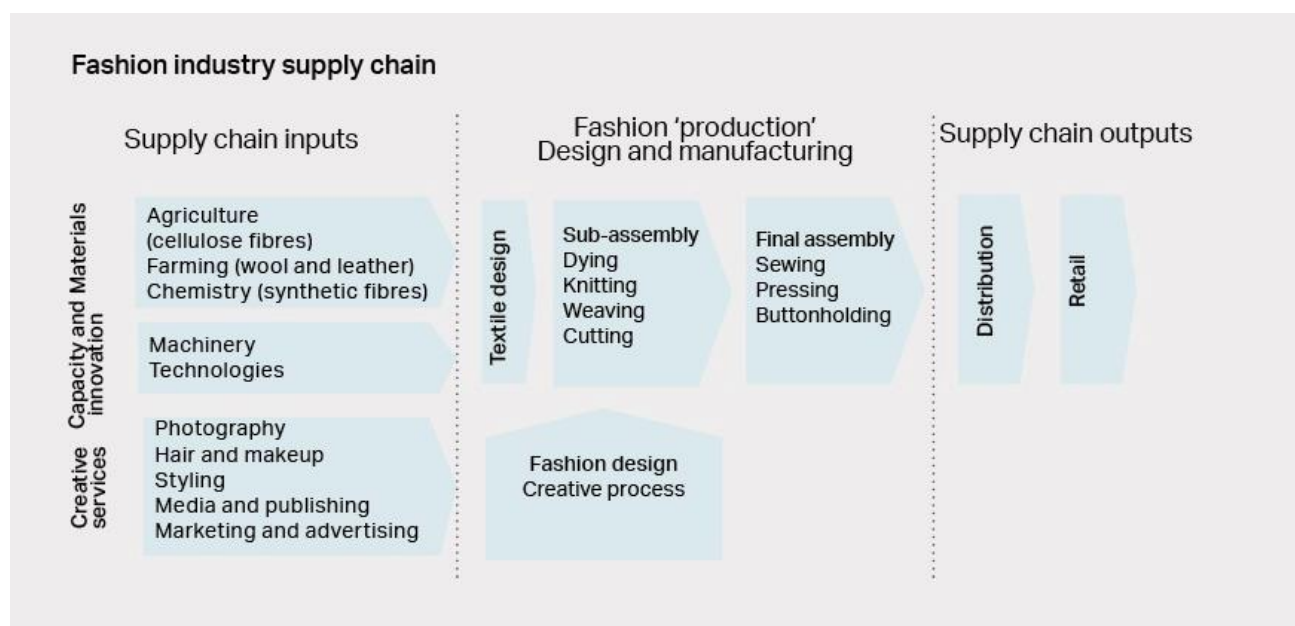 Fashion industry supply chain
Supply chain inputs
Fashion ‘production’
Design and manufacturing
Supply chain outputs
Capacity and Materials
innovation
Agriculture
(cellulose fibres)
Farming (wool and leather)
Chemistry (synthetic fibres)
Machinery
Technologies
Creative
services
Photography
Hair and makeup
Styling
Media and publishing
Marketing and advertising
Textile design
Sub-assembly
Dying
Knitting
Weaving
Cutting
Final assembly
Sewing
Pressing
Buttonholding
Fashion design
Creative process
Distribution
Retail